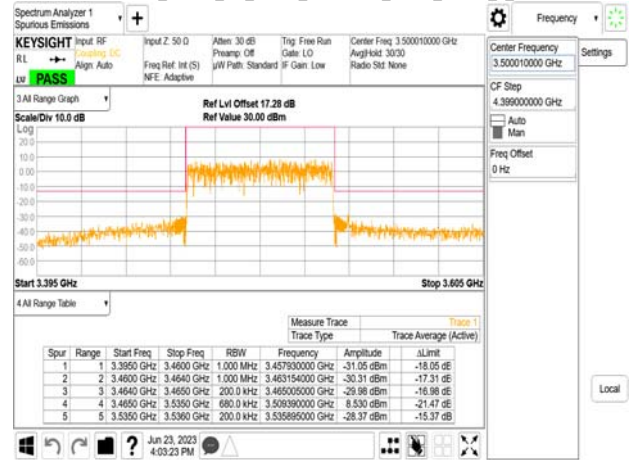 Spectrum Analyzer 1
Spurious Emissions
+
Frequency
KEYSIGHT
RL
PASS
Input: RF
Coupling: DC
Align: Auto
Input Z: 50 Ω
Freq Ref: Int (S)
NFE: Adaptive
Atten: 30 dB
Preamp: Off
µW Path: Standard
Trig: Free Run
Gate: LO
IF Gain: Low
Center Freq: 3.500010000 GHz
Avg|Hold: 30/30
Radio Std: None
Center Frequency
3.500010000 GHz
Settings
CF Step
4.399000000 GHz
Auto
Man
Freq Offset
0 Hz
3 All Range Graph
Scale/Div 10.0 dB
Ref Lvl Offset 17.28 dB
Ref Value 30.00 dBm
Log
20.0
10.0
0.00
-10.0
-20.0
-30.0
-40.0
-50.0
-60.0
Start 3.395 GHz
Stop 3.605 GHz
4 All Range Table
Measure Trace Trace 1
Trace Type Trace Average (Active)
Spur Range Start Freq Stop Freq RBW Frequency Amplitude ΔLimit
1 1 3.3950 GHz 3.4600 GHz 1.000 MHz 3.457930000 GHz -31.05 dBm -18.05 dB
2 2 3.4600 GHz 3.4640 GHz 1.000 MHz 3.463154000 GHz -30.31 dBm -17.31 dB
3 3 3.4640 GHz 3.4650 GHz 200.0 kHz 3.465005000 GHz -29.98 dBm -16.98 dB
4 4 3.4650 GHz 3.5350 GHz 680.0 kHz 3.509390000 GHz 8.530 dBm -21.47 dB
5 5 3.5350 GHz 3.5360 GHz 200.0 kHz 3.535895000 GHz -28.37 dBm -15.37 dB
Local
?
Jun 23, 2023
4:03:23 PM